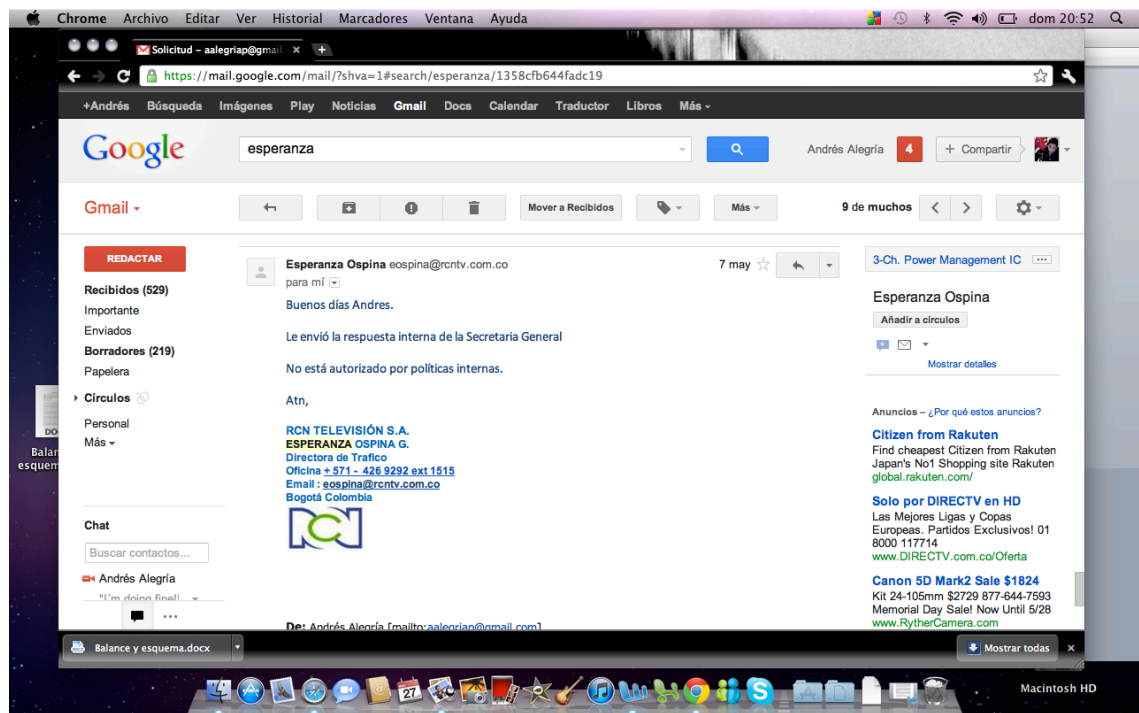 Chrome Archivo Editar Ver Historial Marcadores Ventana Ayuda dom 20:52
Solicitud – aalegriap@gmail.
https://mail.google.com/mail/?shva=1#search/esperanza/1358cfb644fadc19
+Andrés Búsqueda Imágenes Play Noticias Gmail Docs Calendar Traductor Libros Más
Google esperanza Andrés Alegría 4 + Compartir
Gmail Mover a Recibidos Más 9 de muchos
REDACTAR
Recibidos (529)
Importante
Enviados
Borradores (219)
Papelera
Círculos
Personal
Más
Chat
Buscar contactos...
Andrés Alegría
"I'm doing fine!!
Esperanza Ospina eospina@rcntv.com.co 7 may
para mí
Buenos días Andres.
Le envió la respuesta interna de la Secretaria General
No está autorizado por políticas internas.
Atn,
RCN TELEVISIÓN S.A.
ESPERANZA OSPINA G.
Directora de Trafico
Oficina + 571 - 426 9292 ext 1515
Email : eospina@rcntv.com.co
Bogotá Colombia
RCN
De: Andrés Alegría [mailto:aalegriap@gmail.com]
3-Ch. Power Management IC
Esperanza Ospina
Añadir a círculos
Mostrar detalles
Anuncios – ¿Por qué estos anuncios?
Citizen from Rakuten
Find cheapest Citizen from Rakuten
Japan's No1 Shopping site Rakuten
global.rakuten.com/
Solo por DIRECTV en HD
Las Mejores Ligas y Copas
Europeas. Partidos Exclusivos! 01
8000 117714
www.DIRECTV.com.co/Oferta
Canon 5D Mark2 Sale $1824
Kit 24-105mm $2729 877-644-7593
Memorial Day Sale! Now Until 5/28
www.RytherCamera.com
DO
Balan
esquem
Balance y esquema.docx Mostrar todas
27
Macintosh HD